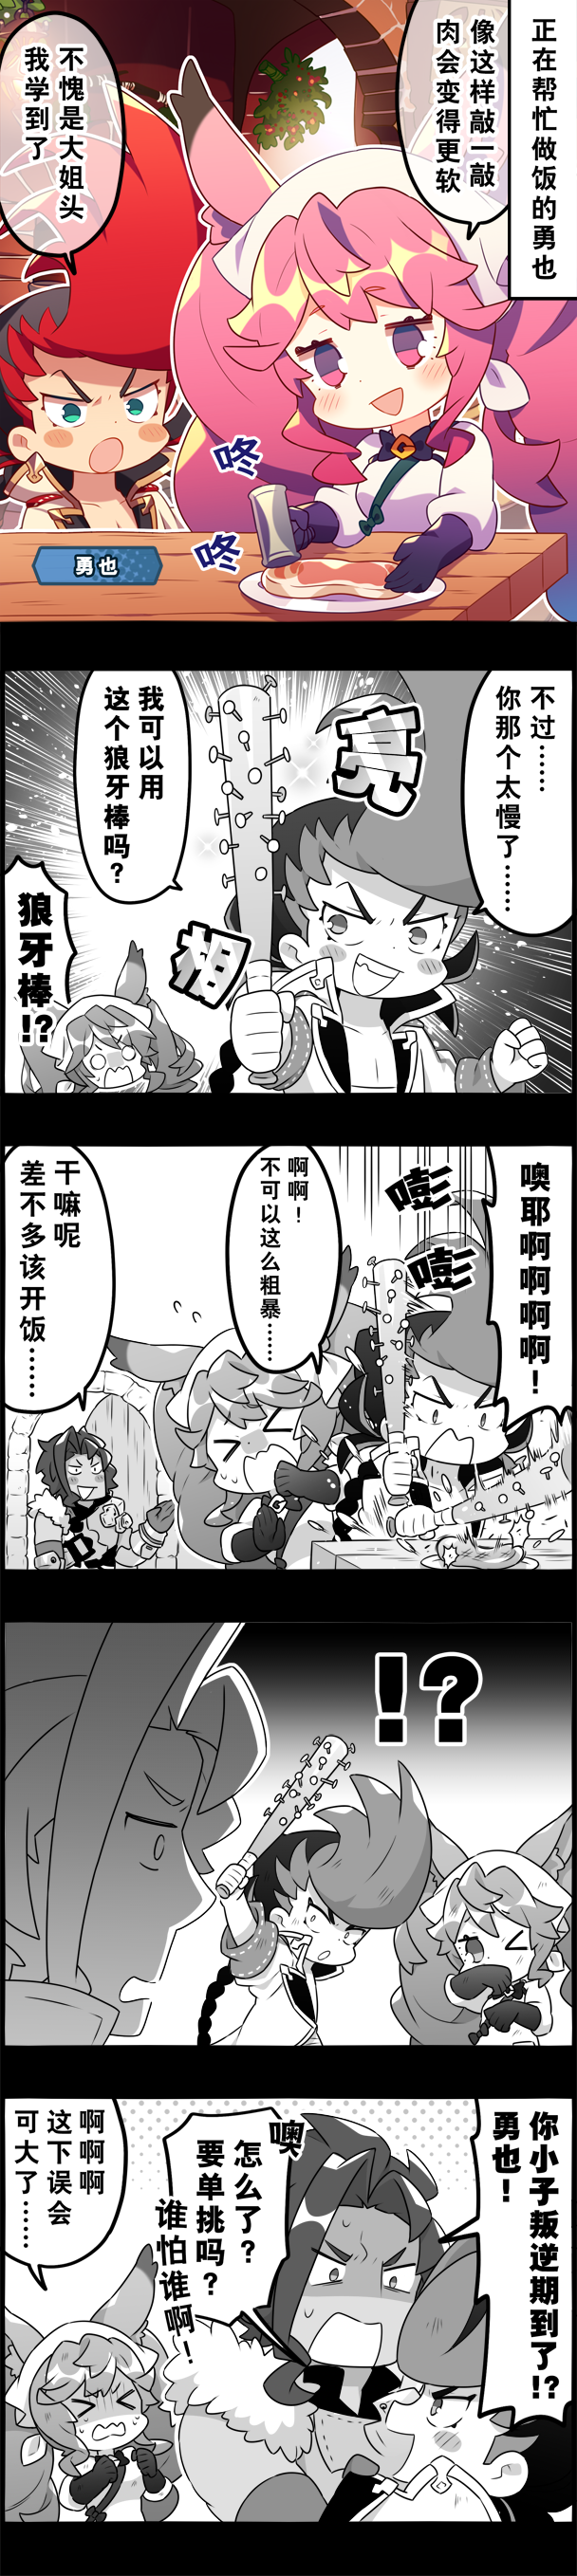 正在帮忙做饭的勇也
像这样敲一敲
肉会变得更软
不愧是大姐头
我学到了
咚
咚
勇也
不过……
你那个太慢了……
亮
相
我可以用
这个狼牙棒吗？
狼牙棒!?
噢耶啊啊啊啊！
嘭
嘭
啊啊！
不可以这么粗暴……
干嘛呢
差不多该开饭……
!?
你小子叛逆期到了!?
勇也！
噢
怎么了？
要单挑吗？
谁怕谁啊！
啊啊啊
这下误会
可大了……